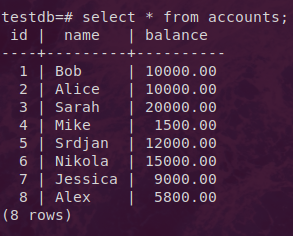 testdb=# select * from accounts;
 id |  name   | balance
----+---------+----------
  1 | Bob     | 10000.00
  2 | Alice   | 10000.00
  3 | Sarah   | 20000.00
  4 | Mike    |  1500.00
  5 | Srdjan  | 12000.00
  6 | Nikola  | 15000.00
  7 | Jessica |  9000.00
  8 | Alex    |  5800.00
(8 rows)